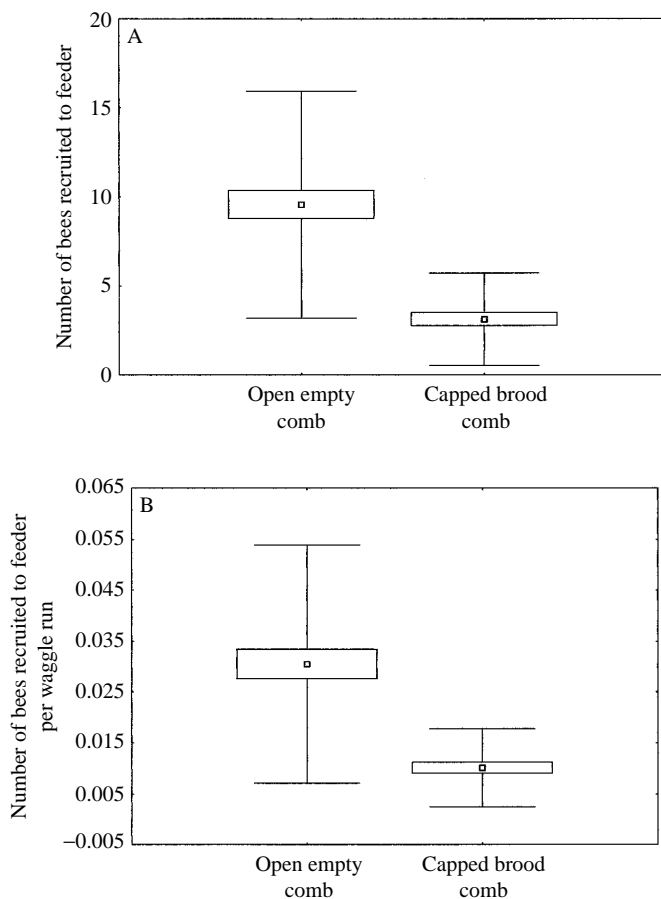 A
Number of bees recruited to feeder
20
15
10
5
0
Open empty
comb
Capped brood
comb
B
Number of bees recruited to feeder
per waggle run
0.065
0.055
0.045
0.035
0.025
0.015
0.005
−0.005
Open empty
comb
Capped brood
comb